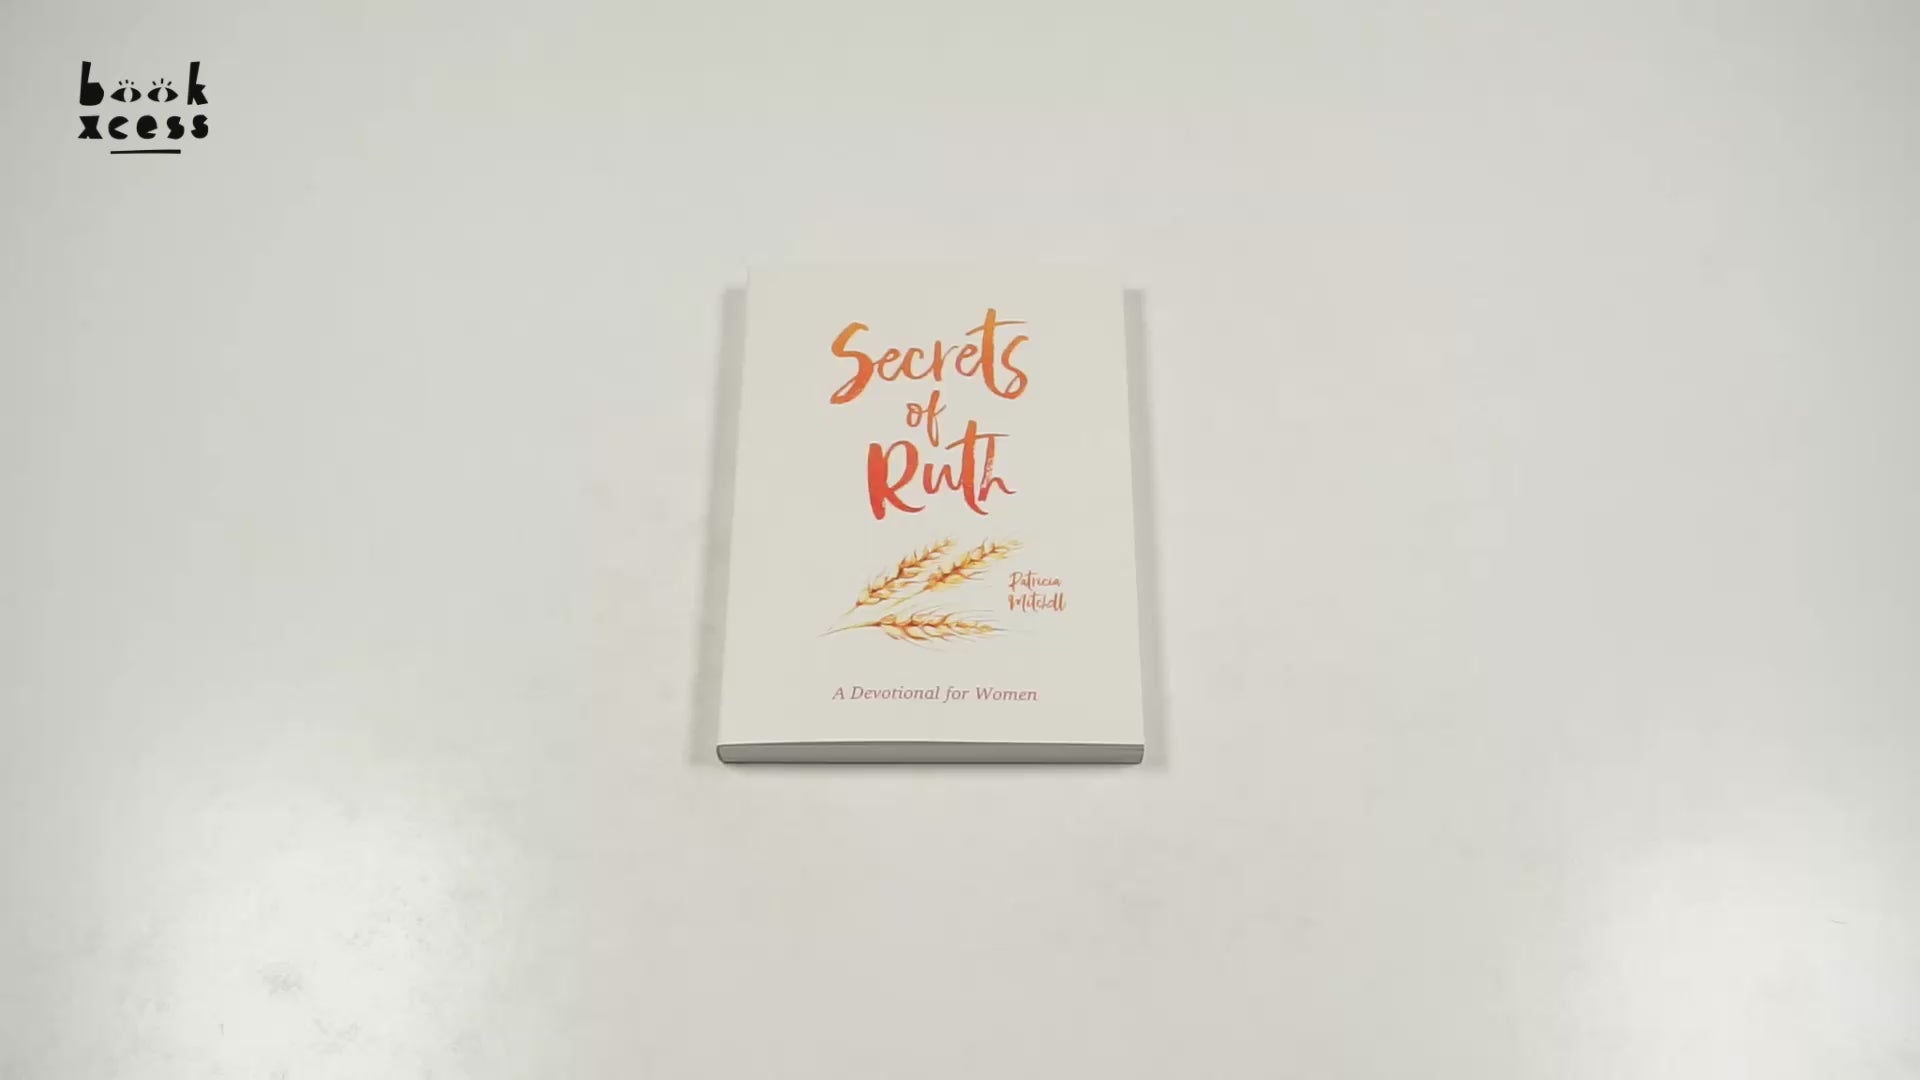 book
xcess
Secrets
of
Ruth
Patricia
Mitchell
A Devotional for Women